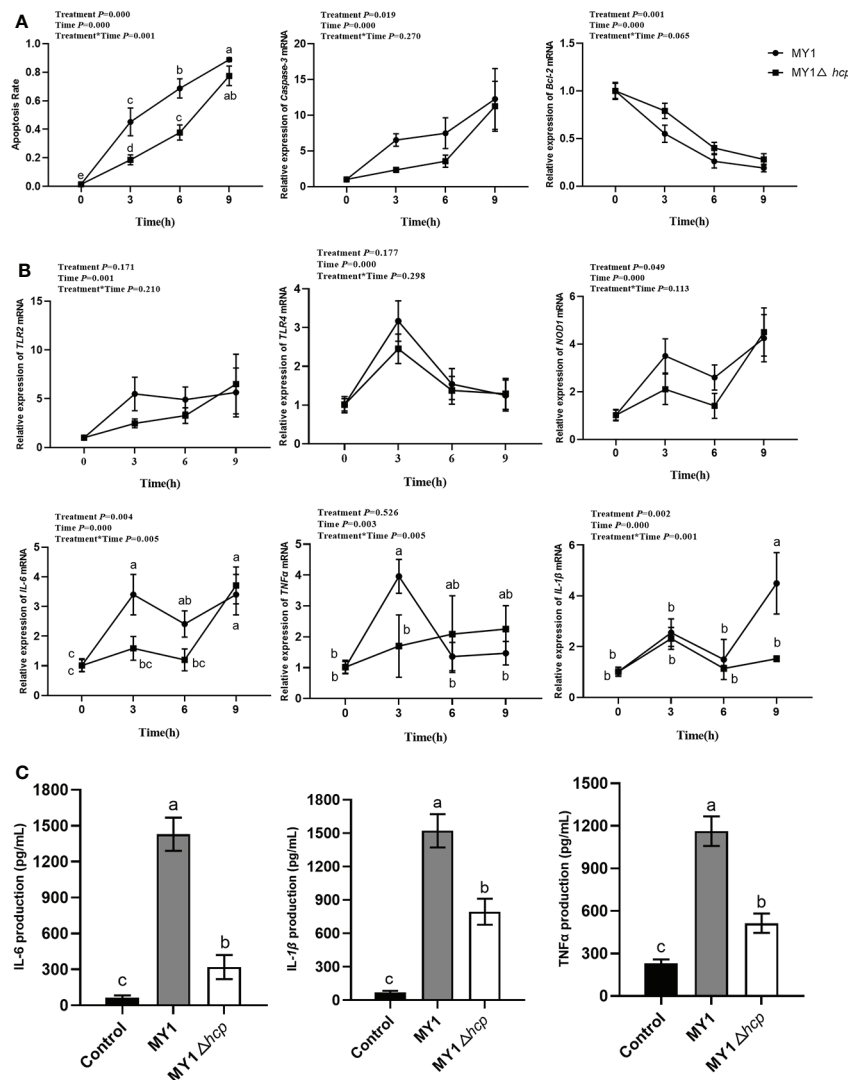 A
Treatment P=0.000
Time P=0.000
Treatment*Time P=0.001
Apoptosis Rate
1.0
0.8
0.6
0.4
0.2
0.0
e
c
d
b
c
a
ab
0 3 6 9
Time(h)
Treatment P=0.019
Time P=0.000
Treatment*Time P=0.270
Relative expression of Caspase-3 mRNA
20
15
10
5
0
0 3 6 9
Time(h)
Treatment P=0.001
Time P=0.000
Treatment*Time P=0.065
Relative expression of Bcl-2 mRNA
1.5
1.0
0.5
0.0
0 3 6 9
Time(h)
MY1
MY1△ hcp
B
Treatment P=0.171
Time P=0.001
Treatment*Time P=0.210
Relative expression of TLR2 mRNA
15
10
5
0
0 3 6 9
Time(h)
Treatment P=0.177
Time P=0.000
Treatment*Time P=0.298
Relative expression of TLR4 mRNA
4
3
2
1
0
0 3 6 9
Time(h)
Treatment P=0.049
Time P=0.000
Treatment*Time P=0.113
Relative expression of NOD1 mRNA
6
4
2
0
0 3 6 9
Time(h)
Treatment P=0.004
Time P=0.000
Treatment*Time P=0.005
Relative expression of IL-6 mRNA
5
4
3
2
1
0
c
c
a
bc
ab
bc
a
a
0 3 6 9
Time(h)
Treatment P=0.526
Time P=0.003
Treatment*Time P=0.005
Relative expression of TNFα mRNA
5
4
3
2
1
0
b
b
a
b
ab
b
ab
b
0 3 6 9
Time(h)
Treatment P=0.002
Time P=0.000
Treatment*Time P=0.001
Relative expression of IL-1β mRNA
6
4
2
0
b
b
b
b
b
b
a
b
0 3 6 9
Time(h)
C
IL-6 production (pg/mL)
1800
1500
1200
900
600
300
0
c
a
b
Control
MY1
MY1 △hcp
IL-1β production (pg/mL)
1800
1500
1200
900
600
300
0
c
a
b
Control
MY1
MY1 △hcp
TNFα production (pg/mL)
1500
1200
900
600
300
0
c
a
b
Control
MY1
MY1 △hcp